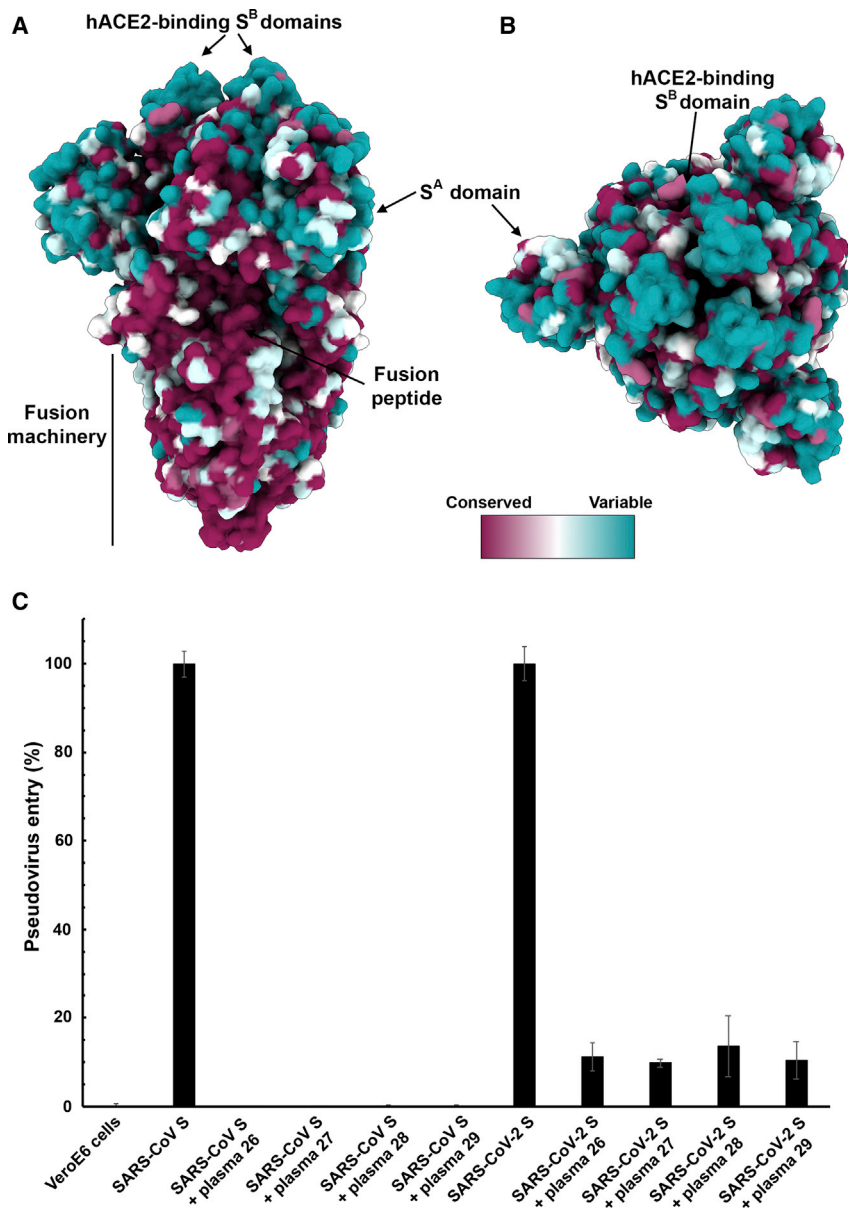 A
hACE2-binding S^B domains
S^A domain
Fusion
peptide
Fusion
machinery
B
hACE2-binding
S^B domain
Conserved Variable
C
Pseudovirus entry (%)
100
80
60
40
20
0
VeroE6 cells
SARS-CoV S
SARS-CoV S
+ plasma 26
SARS-CoV S
+ plasma 27
SARS-CoV S
+ plasma 28
SARS-CoV S
+ plasma 29
SARS-CoV-2 S
SARS-CoV-2 S
+ plasma 26
SARS-CoV-2 S
+ plasma 27
SARS-CoV-2 S
+ plasma 28
SARS-CoV-2 S
+ plasma 29